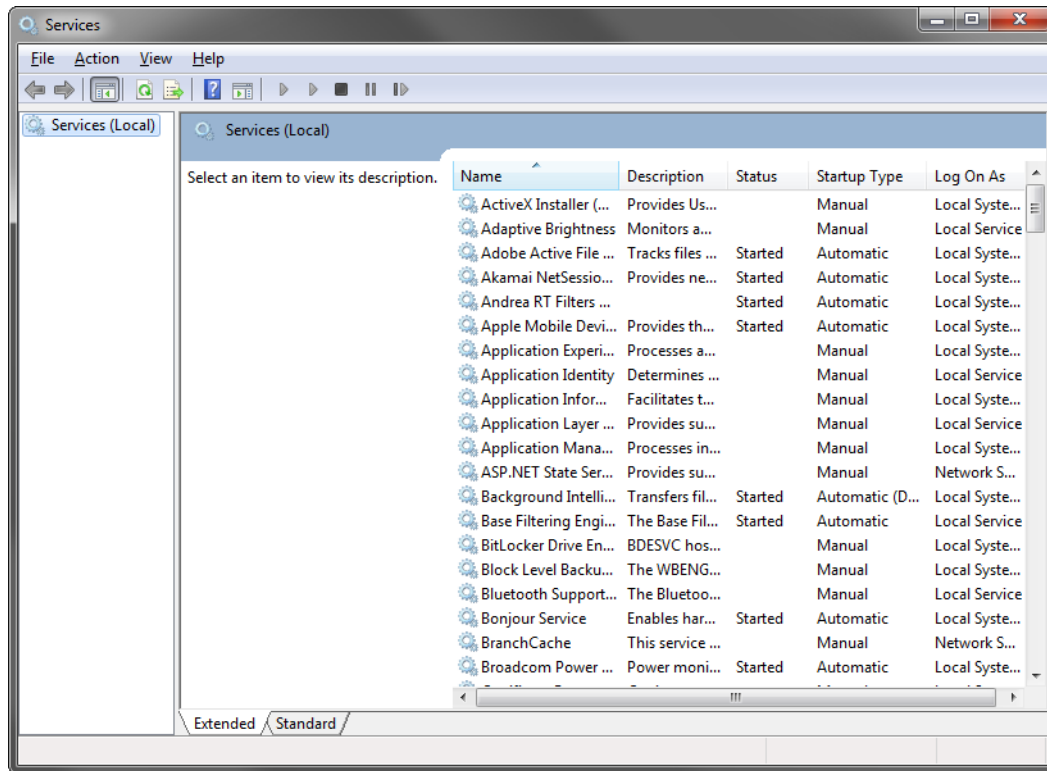 Services
File Action View Help
Services (Local)
Services (Local)
Select an item to view its description.
Name Description Status Startup Type Log On As
ActiveX Installer (... Provides Us... Manual Local Syste...
Adaptive Brightness Monitors a... Manual Local Service
Adobe Active File ... Tracks files ... Started Automatic Local Syste...
Akamai NetSessio... Provides ne... Started Automatic Local Syste...
Andrea RT Filters ... Started Automatic Local Syste...
Apple Mobile Devi... Provides th... Started Automatic Local Syste...
Application Experi... Processes a... Manual Local Syste...
Application Identity Determines ... Manual Local Service
Application Infor... Facilitates t... Manual Local Syste...
Application Layer ... Provides su... Manual Local Service
Application Mana... Processes in... Manual Local Syste...
ASP.NET State Ser... Provides su... Manual Network S...
Background Intelli... Transfers fil... Started Automatic (D... Local Syste...
Base Filtering Engi... The Base Fil... Started Automatic Local Service
BitLocker Drive En... BDESVC hos... Manual Local Syste...
Block Level Backu... The WBENG... Manual Local Syste...
Bluetooth Support... The Bluetoo... Manual Local Service
Bonjour Service Enables har... Started Automatic Local Syste...
BranchCache This service ... Manual Network S...
Broadcom Power ... Power moni... Started Automatic Local Syste...
Extended Standard